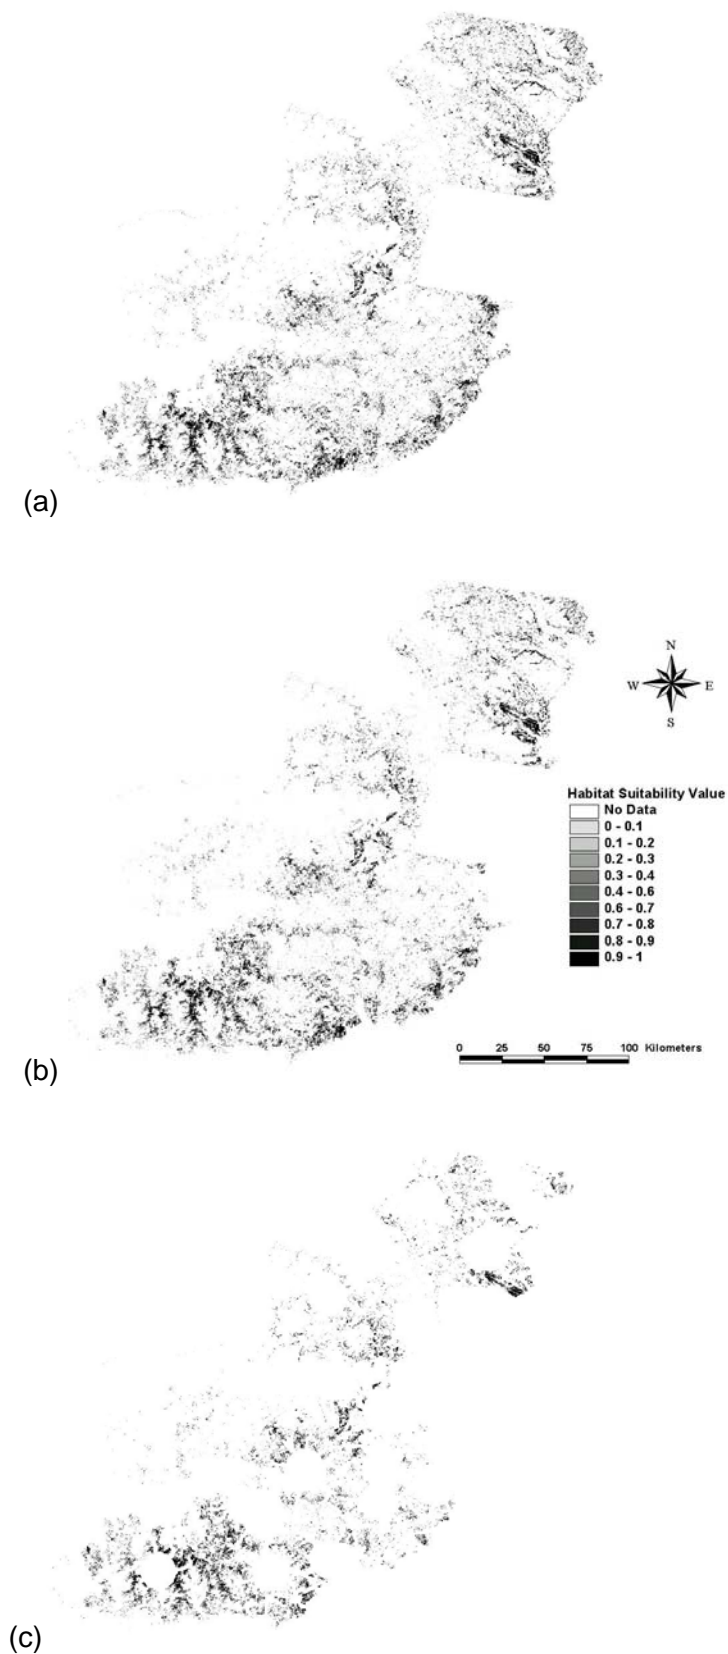 (a)
N
W E
S
Habitat Suitability Value
No Data
0 - 0.1
0.1 - 0.2
0.2 - 0.3
0.3 - 0.4
0.4 - 0.6
0.6 - 0.7
0.7 - 0.8
0.8 - 0.9
0.9 - 1
0 25 50 75 100 Kilometers
(b)
(c)